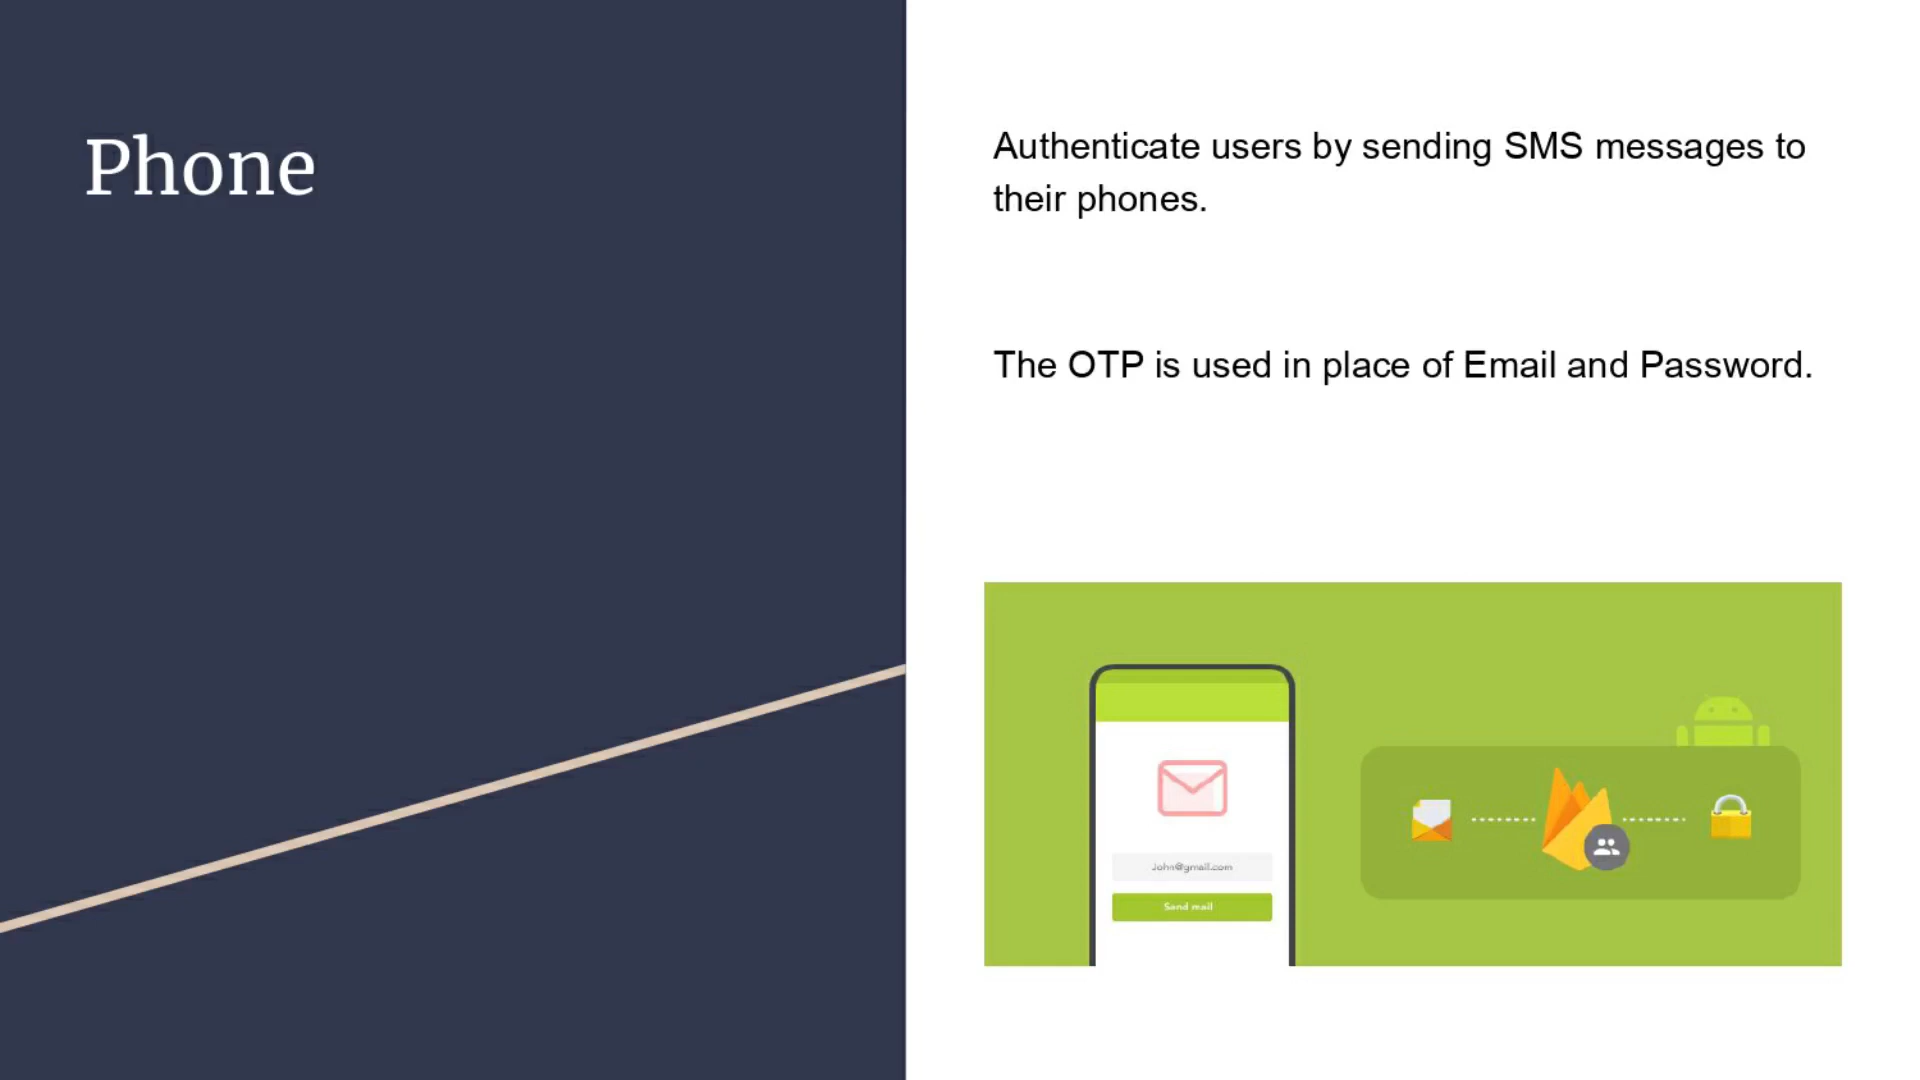 Phone
Authenticate users by sending SMS messages to
their phones.
The OTP is used in place of Email and Password.
John@gmail.com
Send mail